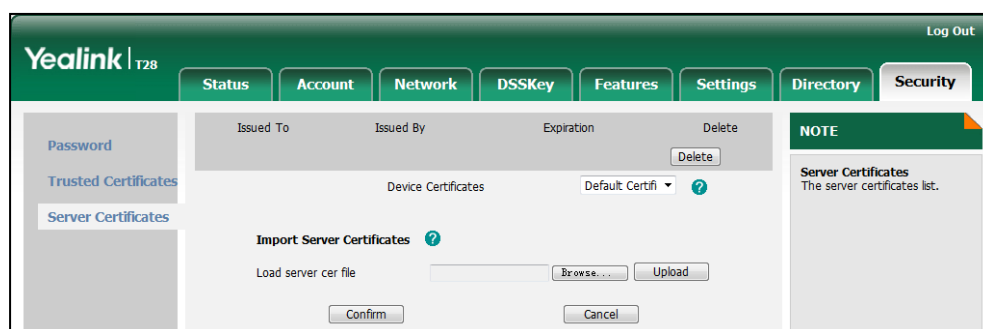 Log Out
Yealink T28
Status Account Network DSSKey Features Settings Directory Security
Password
Trusted Certificates
Server Certificates
Issued To Issued By Expiration Delete
Delete
Device Certificates Default Certifi ?
Import Server Certificates ?
Load server cer file Browse... Upload
Confirm Cancel
NOTE
Server Certificates
The server certificates list.